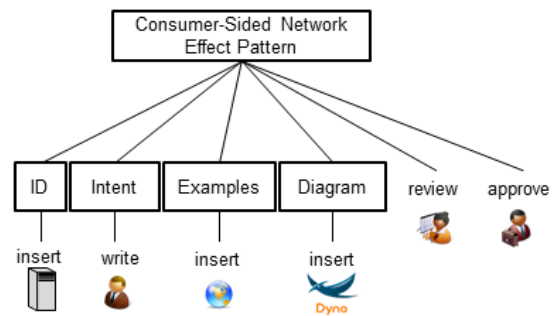 Consumer-Sided Network
Effect Pattern
ID
Intent
Examples
Diagram
review
approve
insert
write
insert
insert
Dyno